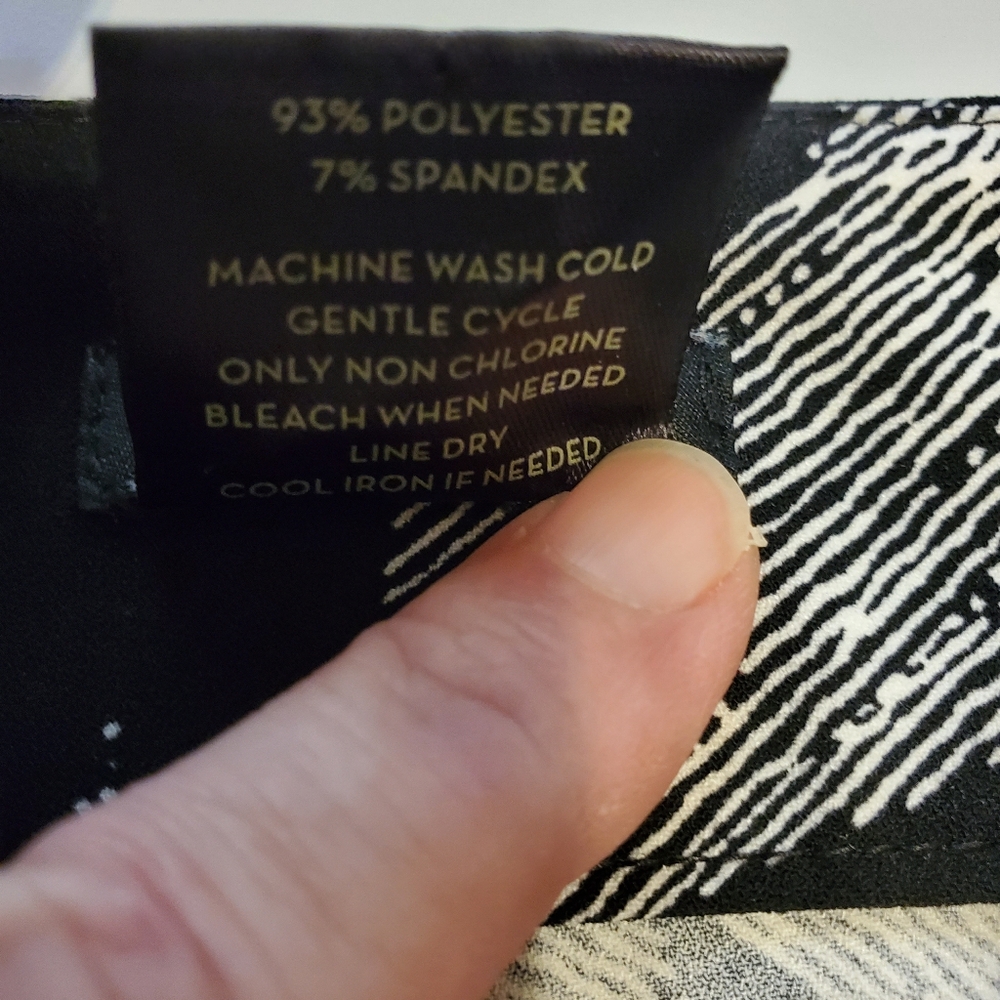 93% POLYESTER
7% SPANDEX
MACHINE WASH COLD
GENTLE CYCLE
ONLY NON CHLORINE
BLEACH WHEN NEEDED
LINE DRY
COOL IRON IF NEEDED